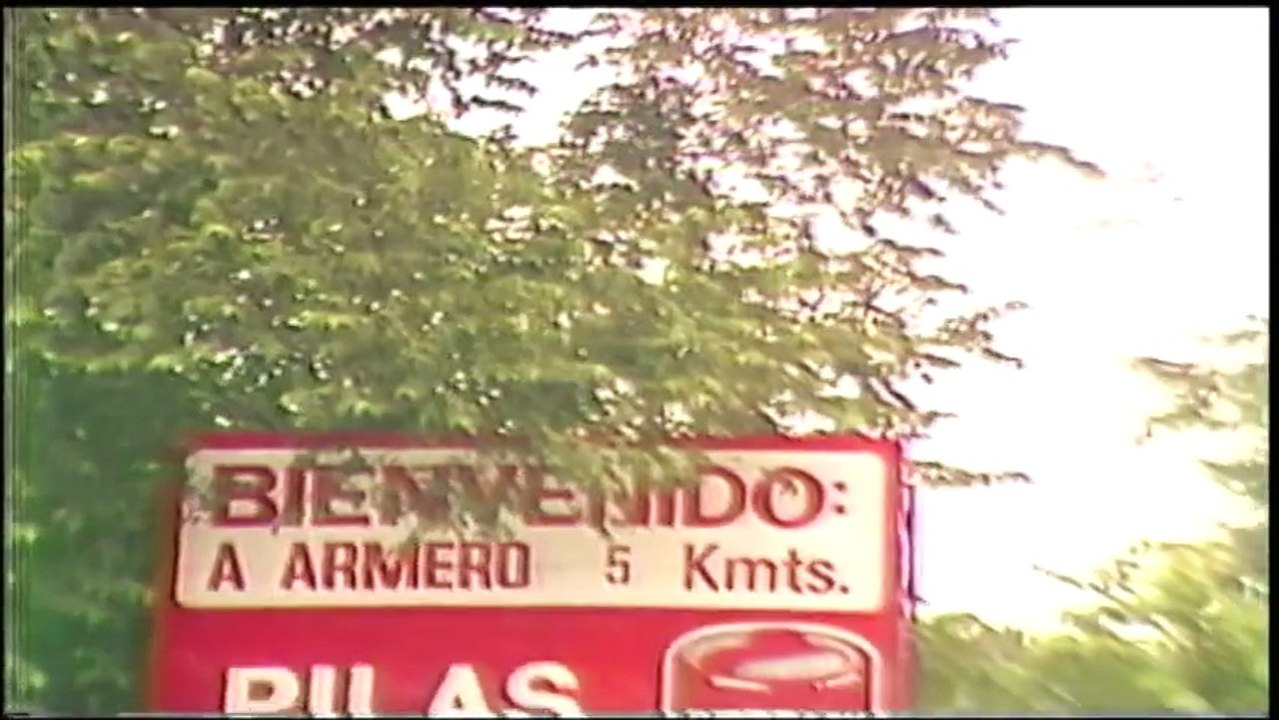 BIENVENIDO:
A ARMERO 5 Kmts.
PILAS